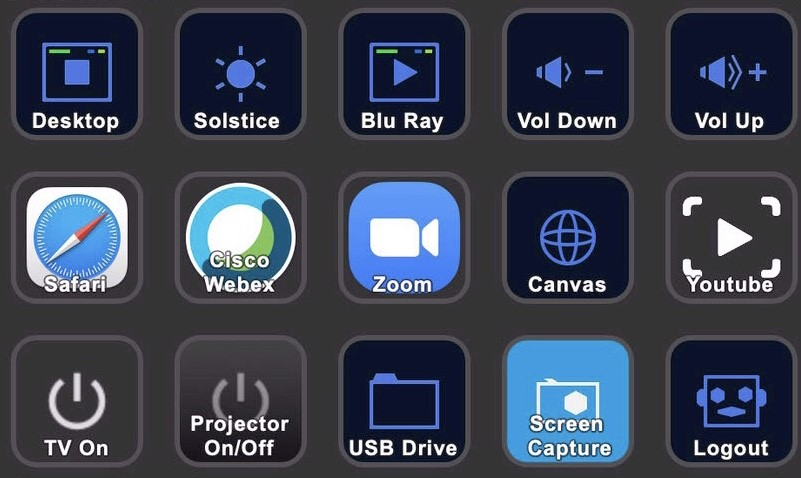 Desktop
Solstice
Blu Ray
Vol Down
Vol Up
Safari
Cisco
Webex
Zoom
Canvas
Youtube
TV On
Projector
On/Off
USB Drive
Screen
Capture
Logout